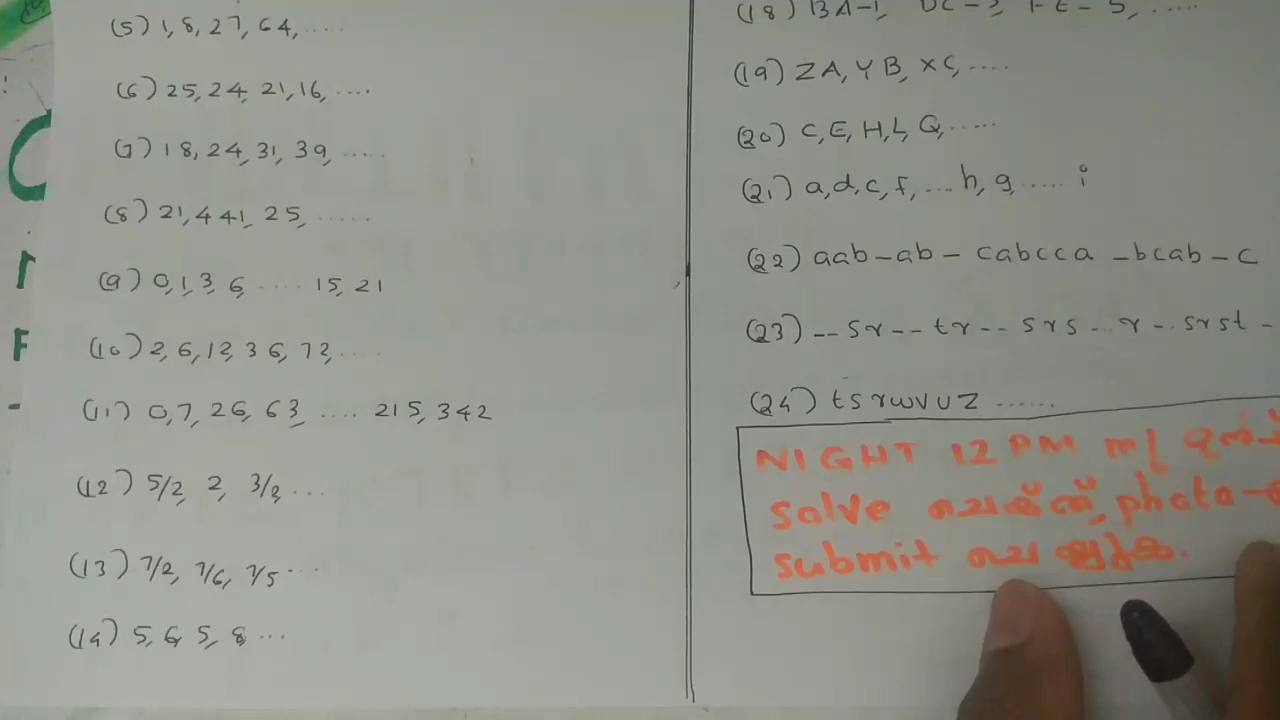 (5) 1, 8, 27, 64, .....
(6) 25, 24, 21, 16, ....
(7) 18, 24, 31, 39, .....
(8) 21, 441, 25, ......
(9) 0, 1, 3, 6, ..... 15, 21
(10) 2, 6, 12, 36, 72, ....
(11) 0, 7, 26, 63, .... 215, 342
(12) 5/2, 2, 3/2, ...
(13) 7/2, 7/6, 7/5 ...
(14) 5, 6, 5, 8, ...
(18) BA-1,
(19) ZA, YB, XC, ....
(20) C, E, H, L, Q, .....
(21) a, d, c, f, .... h, g, ..... i
(22) aab - ab - cabcca - bcab - c
(23) -- sr -- tr -- srs -- r -- srst -
(24) tsrwvuz ......
NIGHT 12 PM
solve ചെയ്ത്, photo
submit ചെയ്യുക.